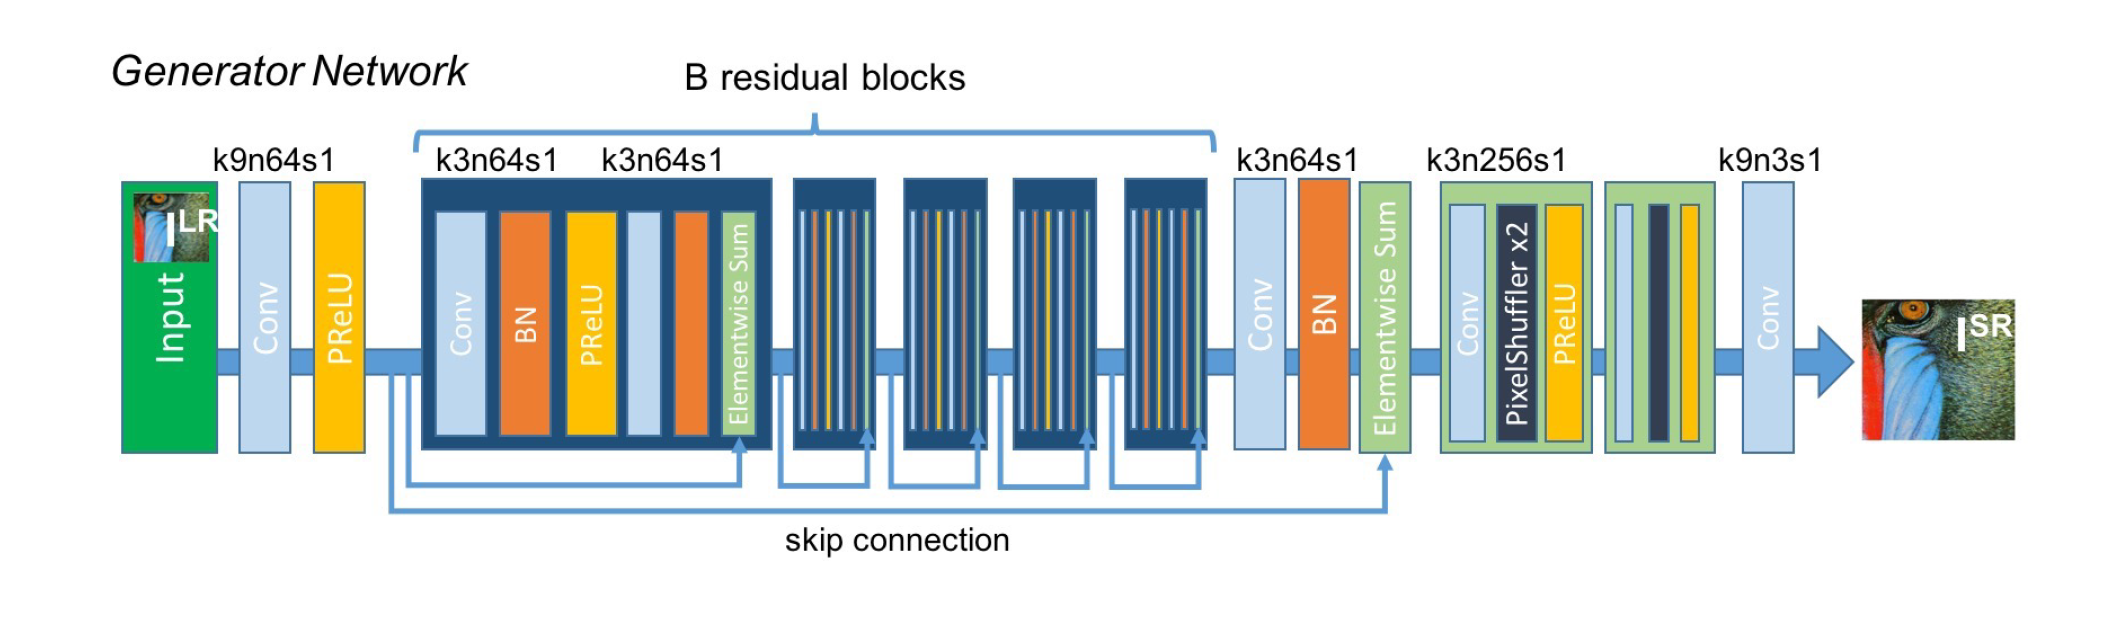 Generator Network
B residual blocks
k9n64s1
k3n64s1
k3n64s1
k3n64s1
k3n256s1
k9n3s1
I LR
Input
Conv
PReLU
Conv
BN
PReLU
Elementwise Sum
Conv
BN
Elementwise Sum
Conv
PixelShuffler x2
PReLU
Conv
I SR
skip connection